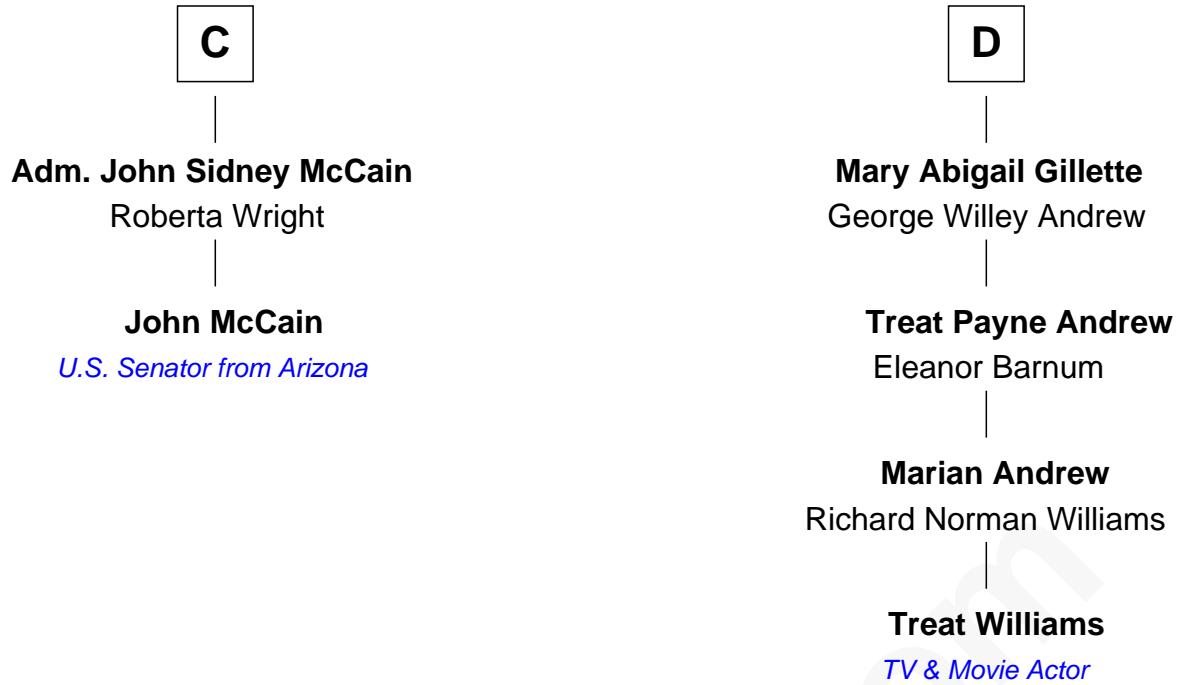 C
Adm. John Sidney McCain
Roberta Wright
John McCain
U.S. Senator from Arizona
D
Mary Abigail Gillette
George Willey Andrew
Treat Payne Andrew
Eleanor Barnum
Marian Andrew
Richard Norman Williams
Treat Williams
TV & Movie Actor